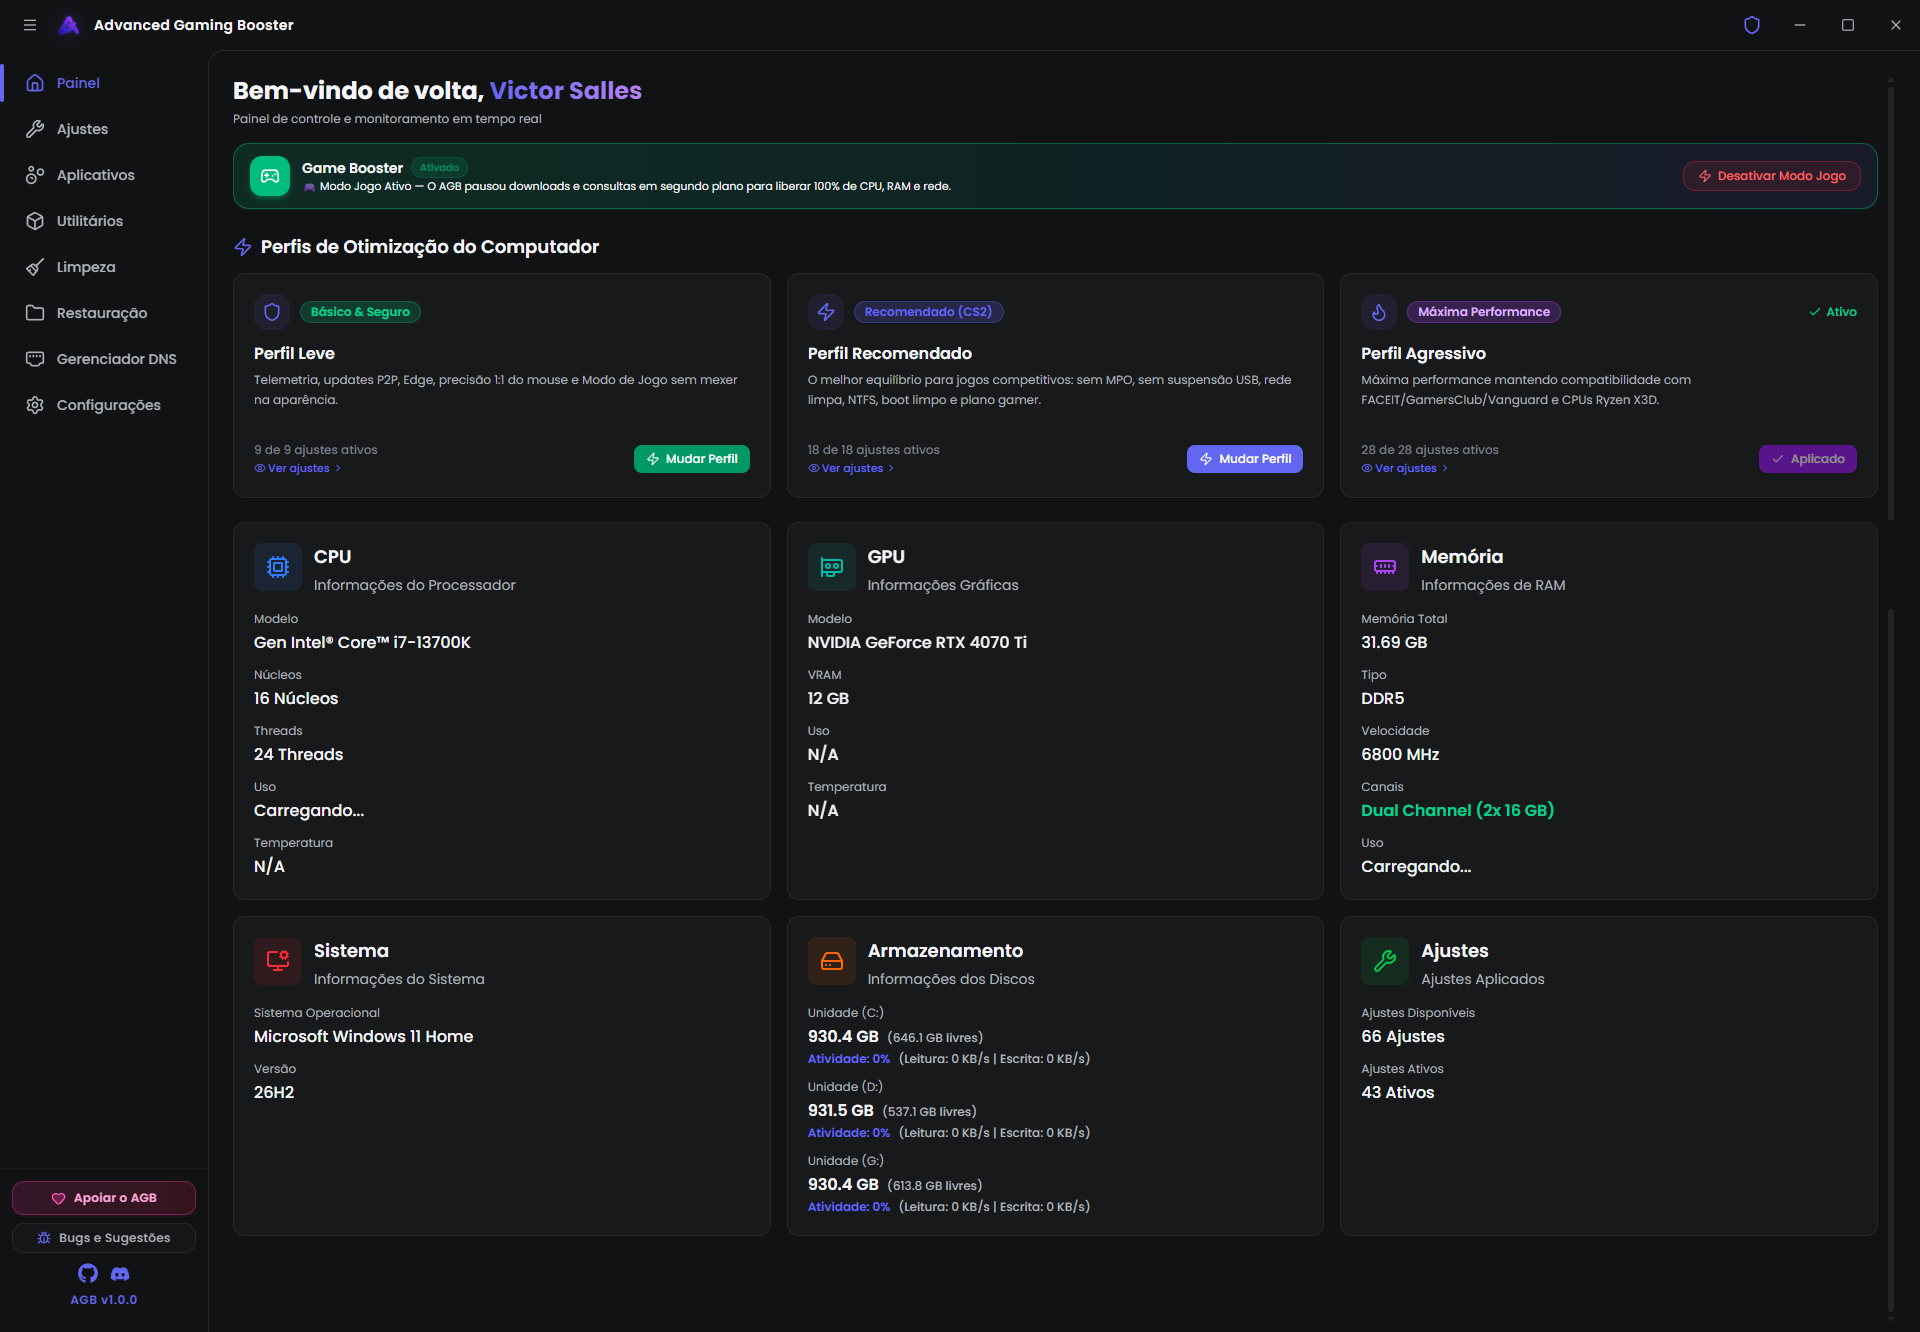 Advanced Gaming Booster
Painel
Ajustes
Aplicativos
Utilitários
Limpeza
Restauração
Gerenciador DNS
Configurações
Apoiar o AGB
Bugs e Sugestões
AGB v1.0.0
Bem-vindo de volta, Victor Salles
Painel de controle e monitoramento em tempo real
Game Booster Ativado
🎮 Modo Jogo Ativo — O AGB pausou downloads e consultas em segundo plano para liberar 100% de CPU, RAM e rede.
Desativar Modo Jogo
Perfis de Otimização do Computador
Básico & Seguro
Perfil Leve
Telemetria, updates P2P, Edge, precisão 1:1 do mouse e Modo de Jogo sem mexer
na aparência.
9 de 9 ajustes ativos
Ver ajustes
Mudar Perfil
Recomendado (CS2)
Perfil Recomendado
O melhor equilíbrio para jogos competitivos: sem MPO, sem suspensão USB, rede
limpa, NTFS, boot limpo e plano gamer.
18 de 18 ajustes ativos
Ver ajustes
Mudar Perfil
Máxima Performance
Ativo
Perfil Agressivo
Máxima performance mantendo compatibilidade com
FACEIT/GamersClub/Vanguard e CPUs Ryzen X3D.
28 de 28 ajustes ativos
Ver ajustes
Aplicado
CPU
Informações do Processador
Modelo
Gen Intel® Core™ i7-13700K
Núcleos
16 Núcleos
Threads
24 Threads
Uso
Carregando...
Temperatura
N/A
GPU
Informações Gráficas
Modelo
NVIDIA GeForce RTX 4070 Ti
VRAM
12 GB
Uso
N/A
Temperatura
N/A
Memória
Informações de RAM
Memória Total
31.69 GB
Tipo
DDR5
Velocidade
6800 MHz
Canais
Dual Channel (2x 16 GB)
Uso
Carregando...
Sistema
Informações do Sistema
Sistema Operacional
Microsoft Windows 11 Home
Versão
26H2
Armazenamento
Informações dos Discos
Unidade (C:)
930.4 GB (646.1 GB livres)
Atividade: 0% (Leitura: 0 KB/s | Escrita: 0 KB/s)
Unidade (D:)
931.5 GB (537.1 GB livres)
Atividade: 0% (Leitura: 0 KB/s | Escrita: 0 KB/s)
Unidade (G:)
930.4 GB (613.8 GB livres)
Atividade: 0% (Leitura: 0 KB/s | Escrita: 0 KB/s)
Ajustes
Ajustes Aplicados
Ajustes Disponíveis
66 Ajustes
Ajustes Ativos
43 Ativos